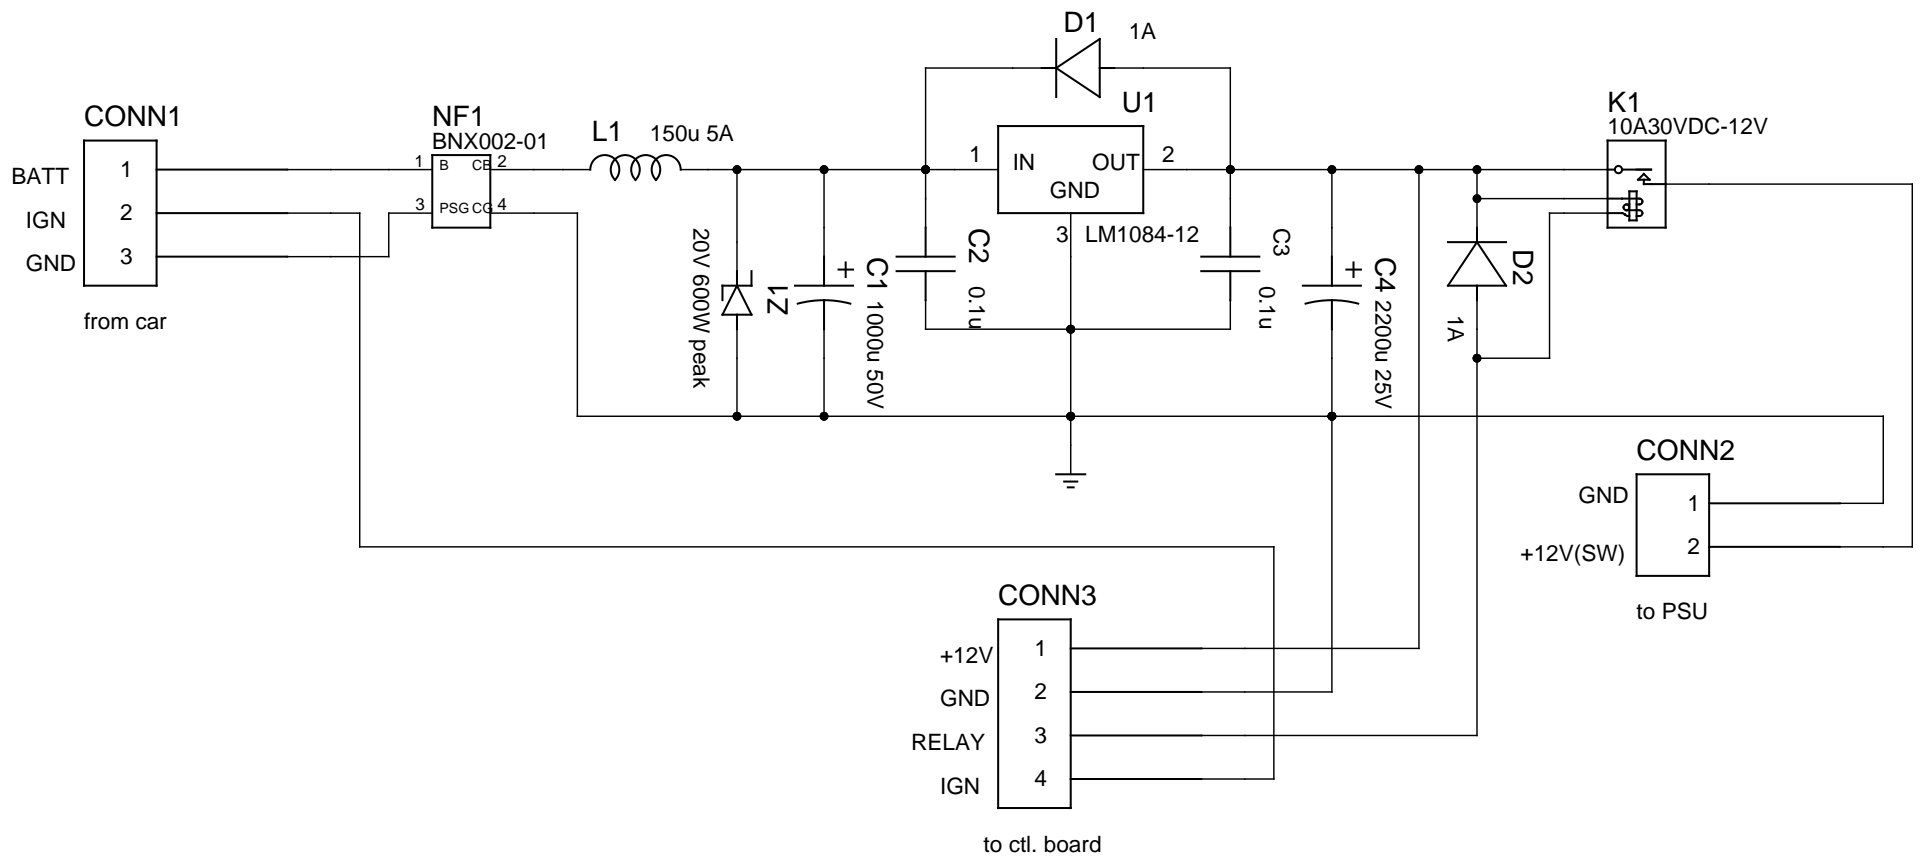 D1
1A
CONN1
BATT
1
IGN
2
GND
3
from car
NF1
BNX002-01
1 B CB 2
3 PSG CG 4
L1 150u 5A
U1
1 IN OUT 2
GND
3 LM1084-12
20V 600W peak
Z1
+
C1 1000u 50V
C2 0.1u
C3 0.1u
+
C4 2200u 25V
D2
1A
K1
10A30VDC-12V
CONN2
GND 1
+12V(SW) 2
to PSU
CONN3
+12V 1
GND 2
RELAY 3
IGN 4
to ctl. board